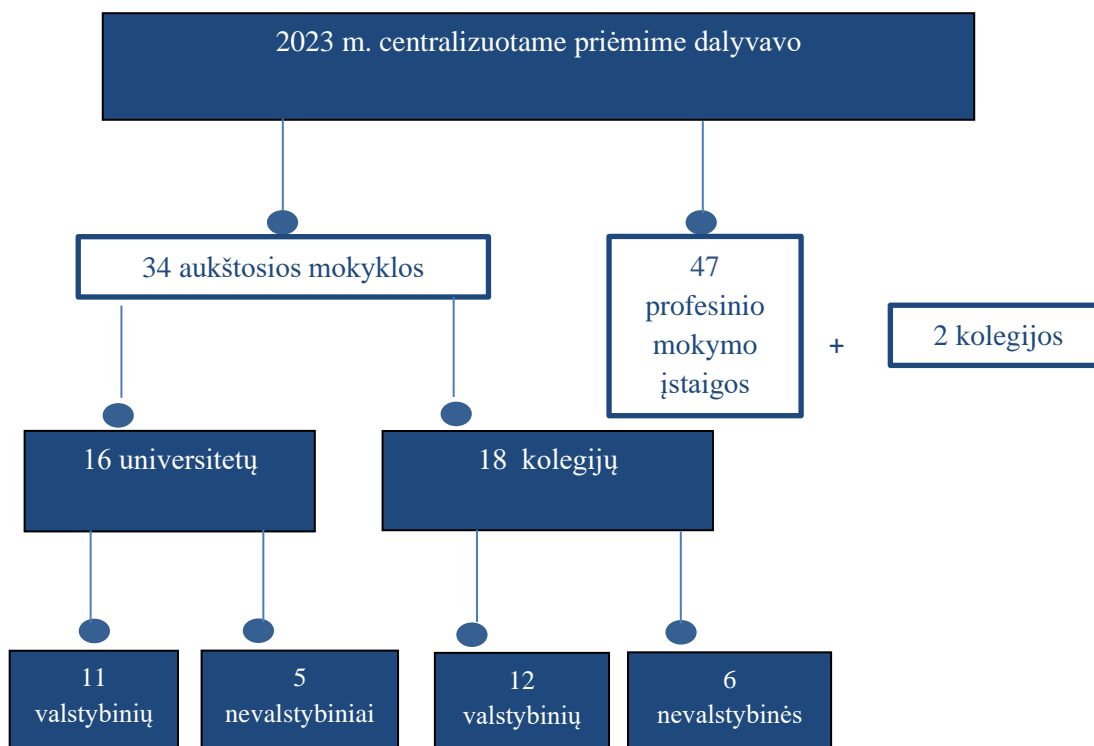 2023 m. centralizuotame priėmime dalyvavo
34 aukštosios mokyklos
47
profesinio
mokymo
įstaigos
+
2 kolegijos
16 universitetų
18 kolegijų
11
valstybinių
5
nevalstybiniai
12
valstybinių
6
nevalstybinės